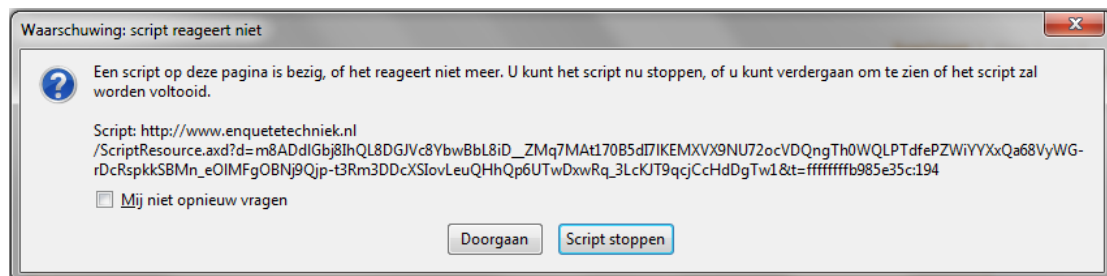 Waarschuwing: script reageert niet
Een script op deze pagina is bezig, of het reageert niet meer. U kunt het script nu stoppen, of u kunt verdergaan om te zien of het script zal
worden voltooid.
Script: http://www.enquetetechniek.nl
/ScriptResource.axd?d=m8ADdlGbj8IhQL8DGJVc8YbwBbL8iD__ZMq7MAt170B5dI7IKEMXVX9NU72ocVDQngTh0WQLPTdfePZWiYYXxQa68VyWG-
rDcRspkkSBMn_eOIMFgOBNj9Qjp-t3Rm3DDcXSIovLeuQHhQp6UTwDxwRq_3LcKJT9qcjCcHdDgTw1&t=ffffffffb985e35c:194
Mij niet opnieuw vragen
Doorgaan
Script stoppen